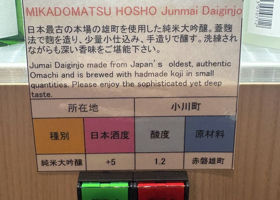 MIKADOMATSU HOSHO Junmai Daiginjo
日本最古の本場の雄町を使用した純米大吟醸。蓋麹
法で麹を造り、少量小仕込み、手造りで醸す。洗練され
ながらも深い香味をご堪能下さい。
Jumai Daiginjo made from Japan's oldest, authentic
Omachi and is brewed with hadmade koji in small
quantities. Please enjoy the sophisticated yet deep
taste.
所在地 小川町
種別 日本酒度 酸度 原材料
純米大吟醸 +5 1.2 赤磐雄町